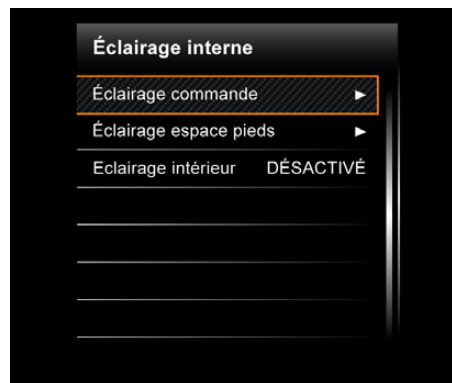 Éclairage interne
Éclairage commande ►
Éclairage espace pieds ►
Eclairage intérieur DÉSACTIVÉ